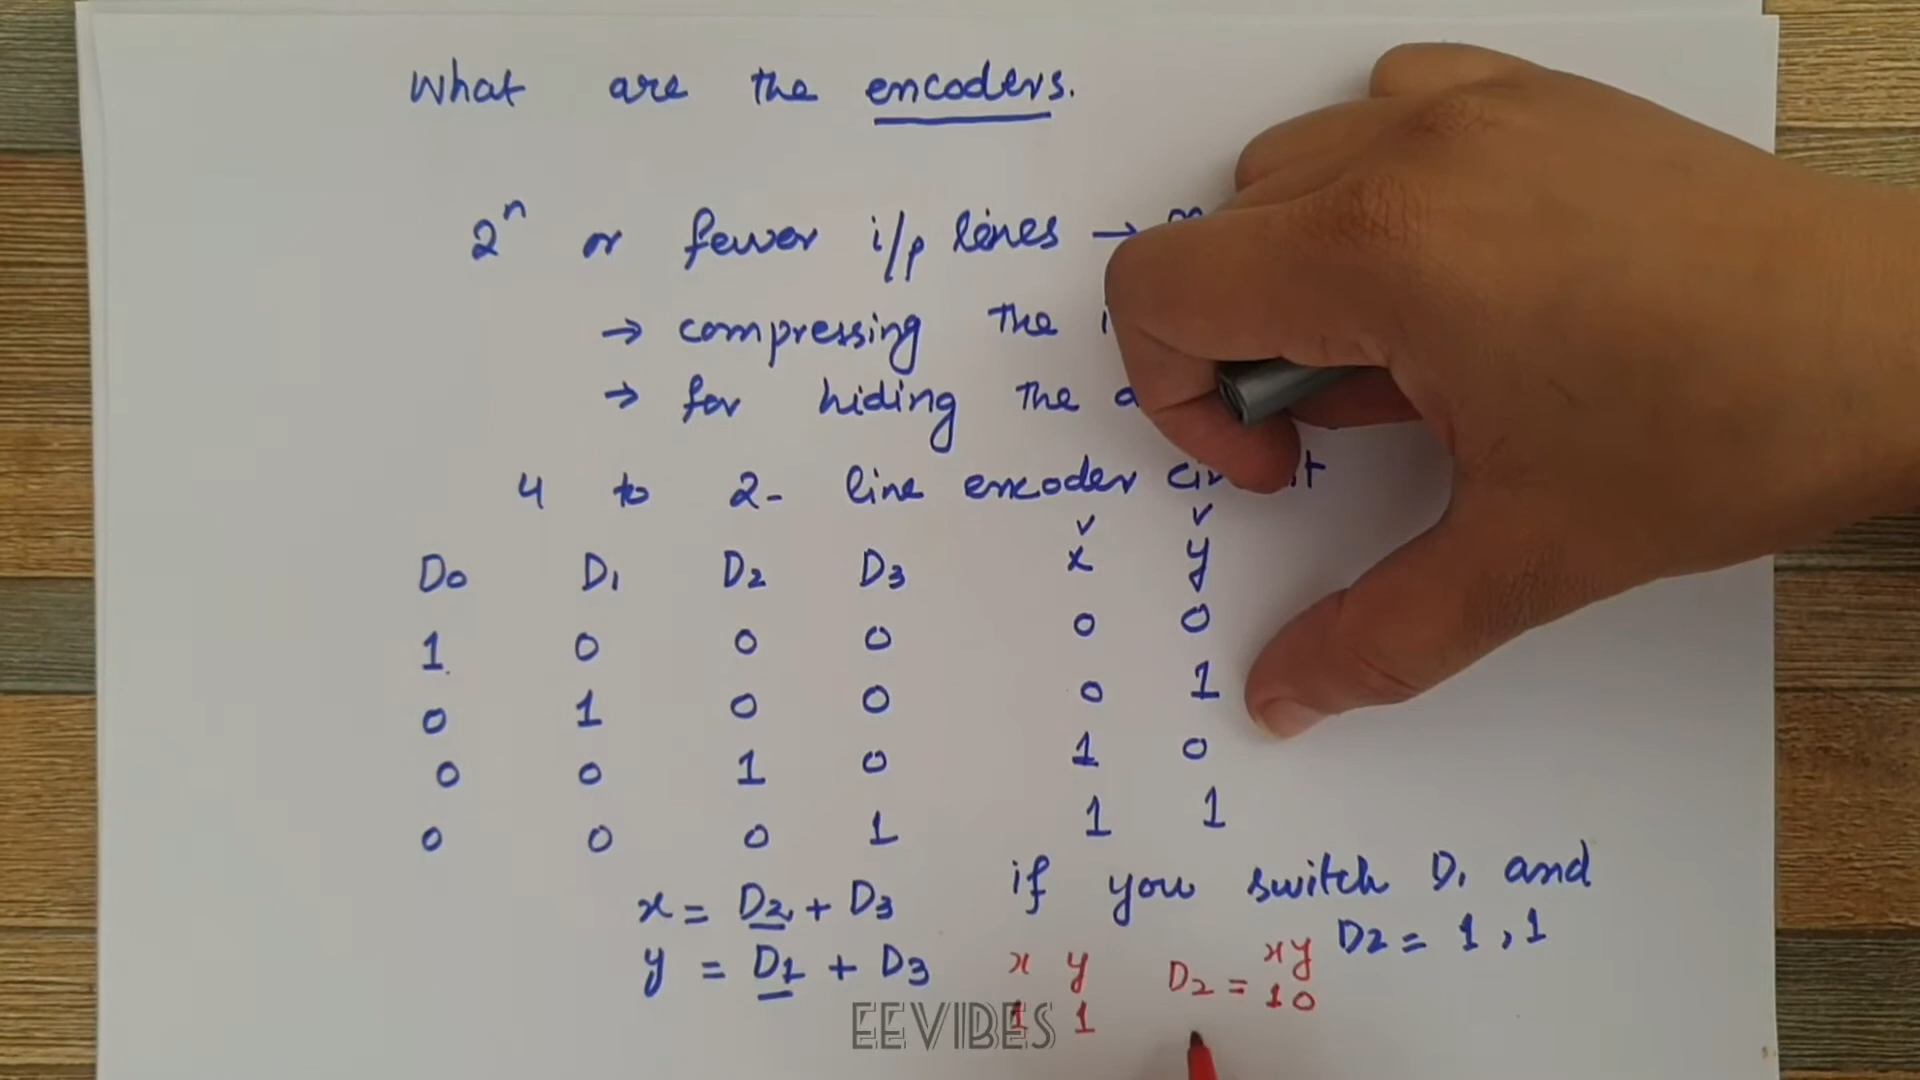 What are the encoders.
2^n or fewer i/p lines →
→ compressing the
→ for hiding the
4 to 2- line encoder
D0 D1 D2 D3 x y
1 0 0 0 0 0
0 1 0 0 0 1
0 0 1 0 1 0
0 0 0 1 1 1
x = D2 + D3
y = D1 + D3
if you switch D1 and
D2 = 1, 1
x y
1 1
xy
D2 = 10
EEVIBES